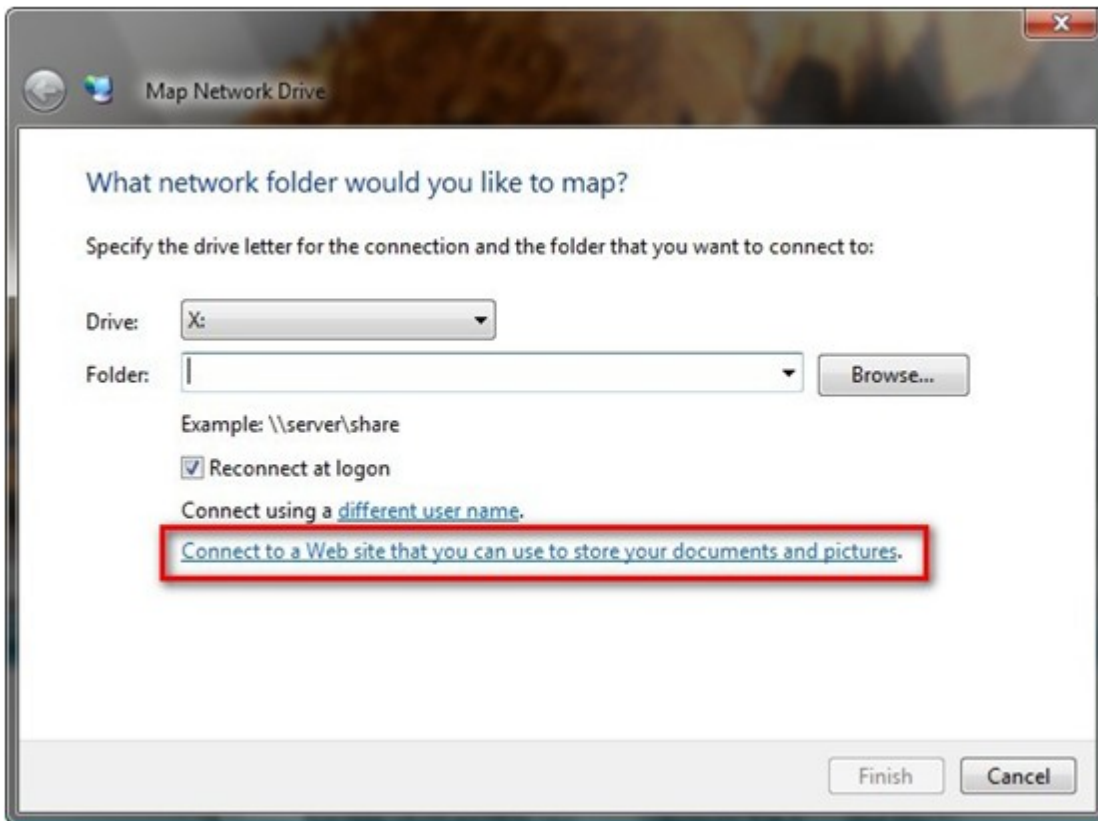 Map Network Drive
What network folder would you like to map?
Specify the drive letter for the connection and the folder that you want to connect to:
Drive: X:
Folder: Browse...
Example: \\server\share
Reconnect at logon
Connect using a different user name.
Connect to a Web site that you can use to store your documents and pictures.
Finish Cancel